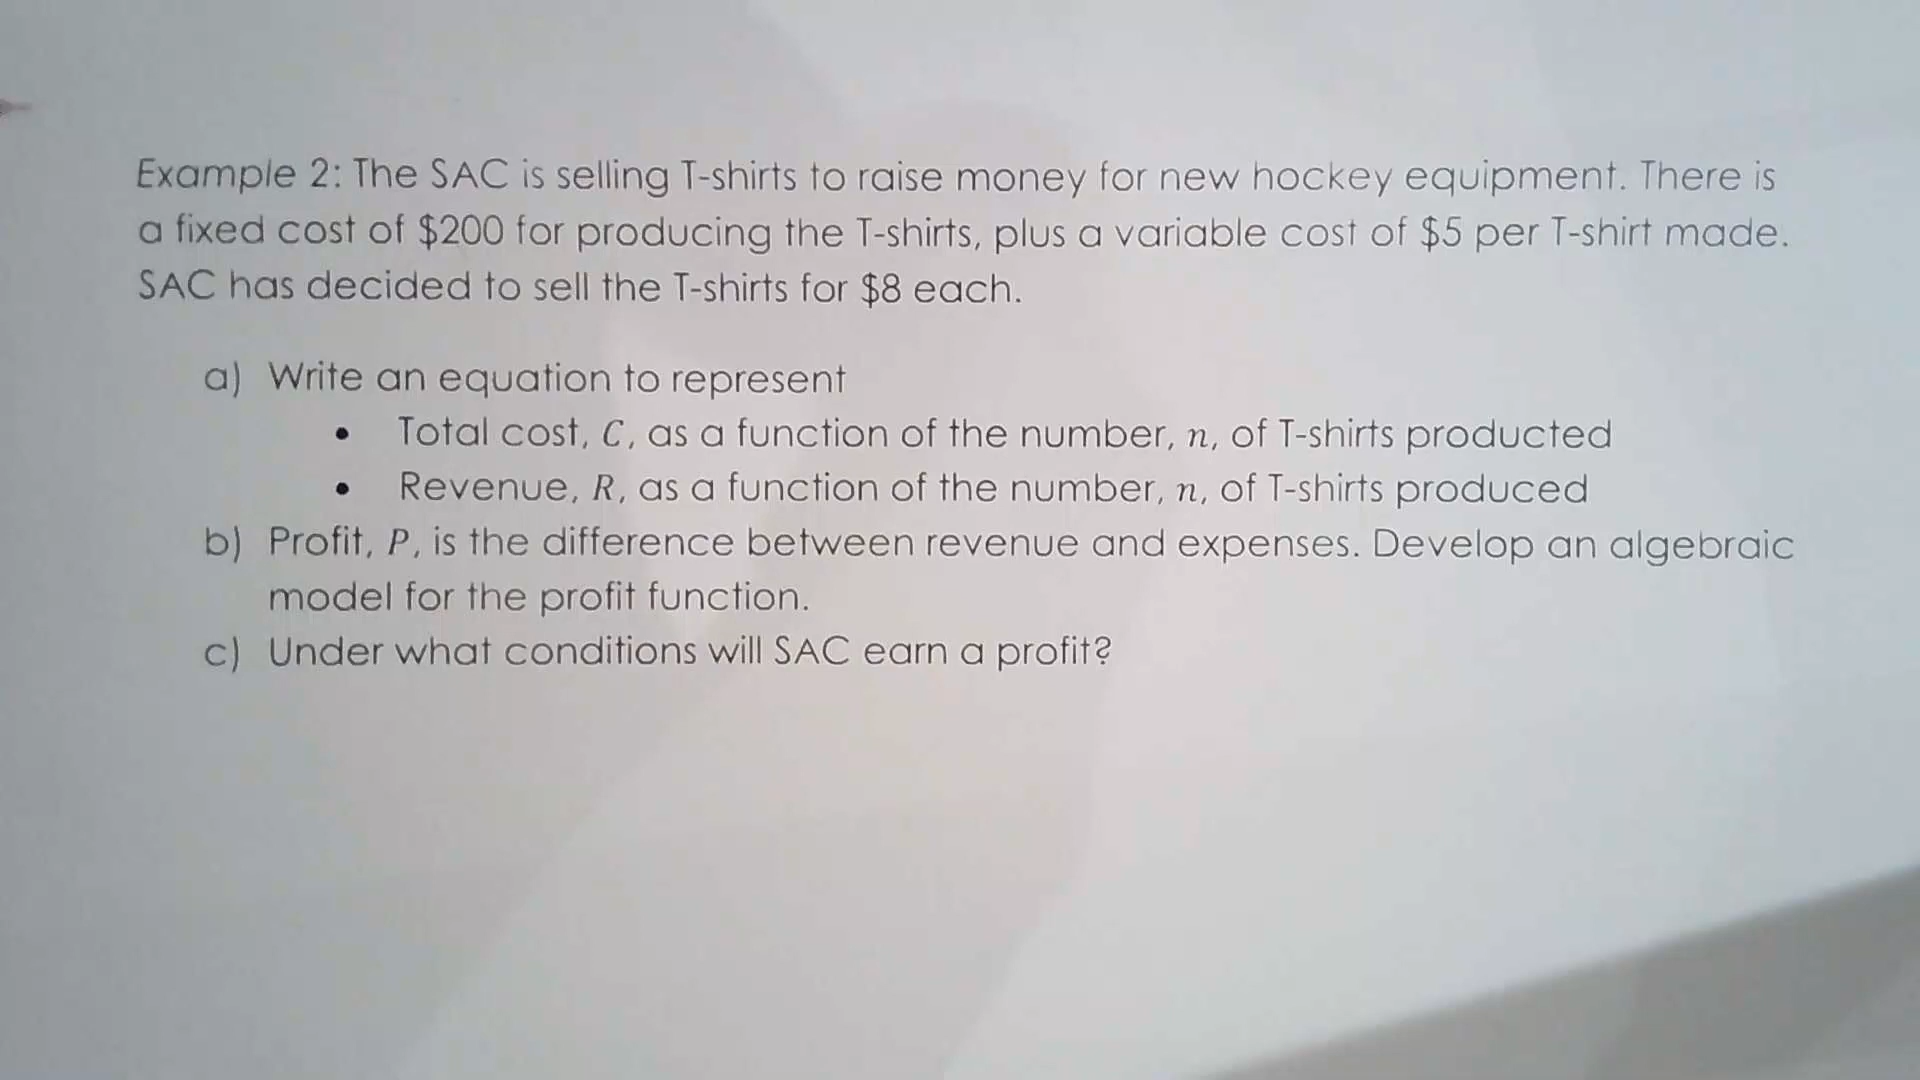 Example 2: The SAC is selling T-shirts to raise money for new hockey equipment. There is
a fixed cost of $200 for producing the T-shirts, plus a variable cost of $5 per T-shirt made.
SAC has decided to sell the T-shirts for $8 each.
a) Write an equation to represent
• Total cost, C, as a function of the number, n, of T-shirts producted
• Revenue, R, as a function of the number, n, of T-shirts produced
b) Profit, P, is the difference between revenue and expenses. Develop an algebraic
model for the profit function.
c) Under what conditions will SAC earn a profit?